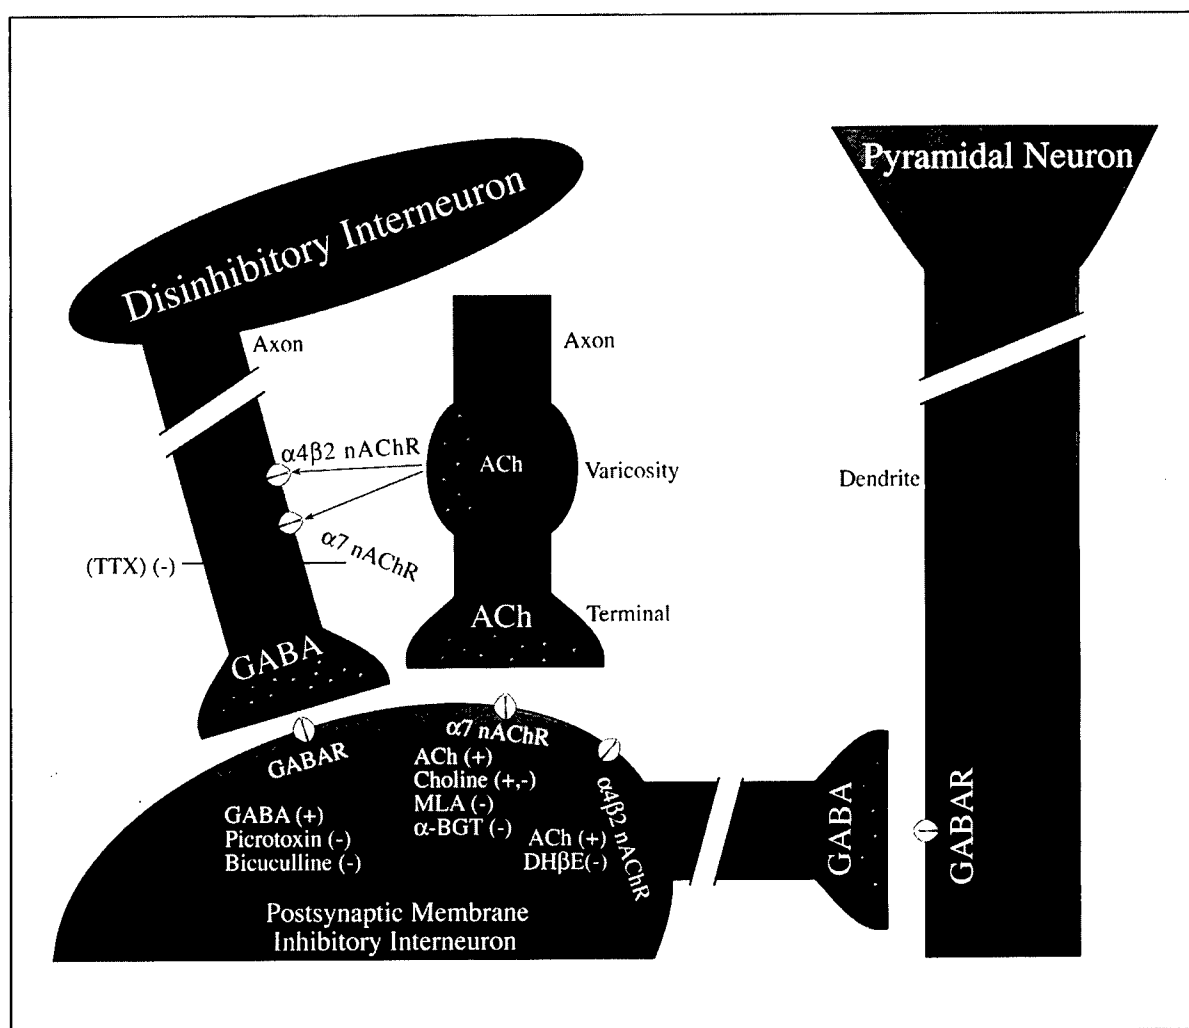 Disinhibitory Interneuron
Pyramidal Neuron
Axon
Axon
α4β2 nAChR
ACh
Varicosity
Dendrite
α7 nAChR
(TTX) (-)
ACh
Terminal
GABA
GABAR
α7 nAChR
ACh (+)
Choline (+,-)
MLA (-)
α-BGT (-)
α4β2 nAChR
ACh (+)
DHβE(-)
GABA (+)
Picrotoxin (-)
Bicuculline (-)
GABA
GABAR
Postsynaptic Membrane
Inhibitory Interneuron